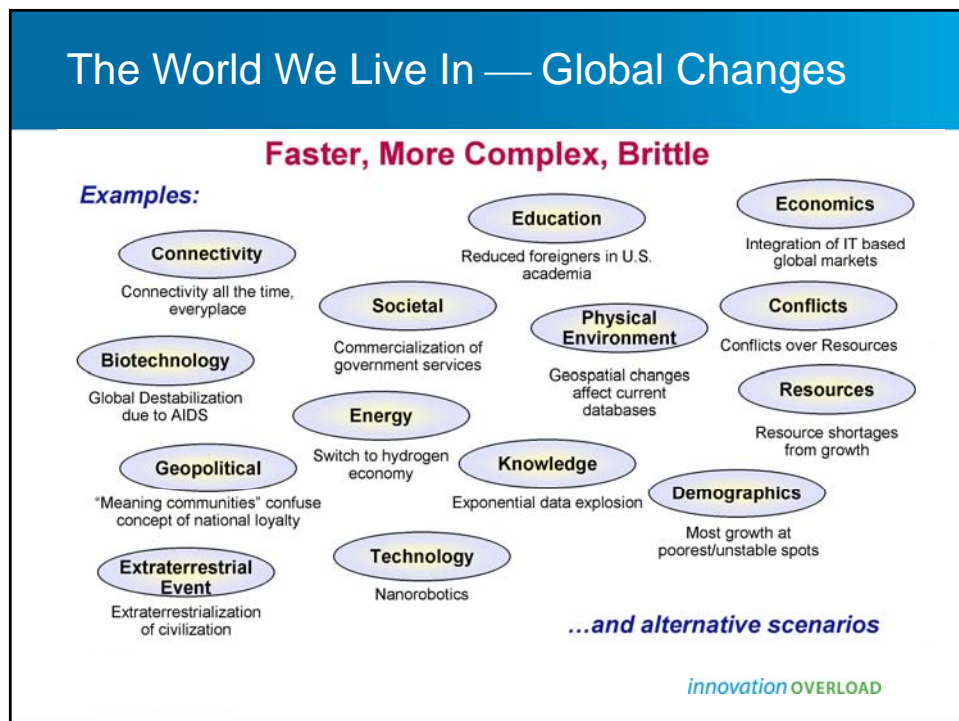 The World We Live In — Global Changes
Faster, More Complex, Brittle
Examples:
Connectivity
Connectivity all the time,
everyplace
Education
Reduced foreigners in U.S.
academia
Economics
Integration of IT based
global markets
Societal
Commercialization of
government services
Physical
Environment
Geospatial changes
affect current
databases
Conflicts
Conflicts over Resources
Biotechnology
Global Destabilization
due to AIDS
Energy
Switch to hydrogen
economy
Resources
Resource shortages
from growth
Geopolitical
“Meaning communities” confuse
concept of national loyalty
Knowledge
Exponential data explosion
Demographics
Most growth at
poorest/unstable spots
Extraterrestrial
Event
Extraterrestrialization
of civilization
Technology
Nanorobotics
...and alternative scenarios
innovation OVERLOAD